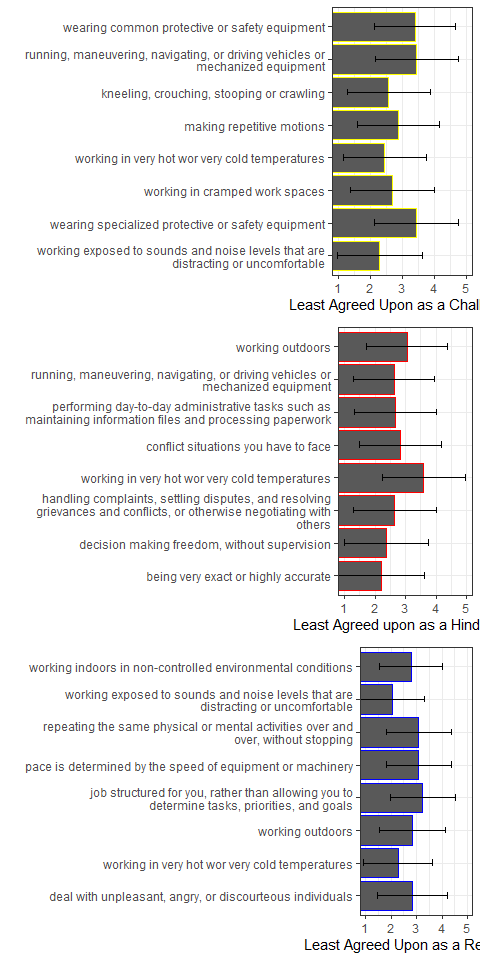 wearing common protective or safety equipment
running, maneuvering, navigating, or driving vehicles or
mechanized equipment
kneeling, crouching, stooping or crawling
making repetitive motions
working in very hot wor very cold temperatures
working in cramped work spaces
wearing specialized protective or safety equipment
working exposed to sounds and noise levels that are
distracting or uncomfortable
1 2 3 4 5
Least Agreed Upon as a Chal
working outdoors
running, maneuvering, navigating, or driving vehicles or
mechanized equipment
performing day-to-day administrative tasks such as
maintaining information files and processing paperwork
conflict situations you have to face
working in very hot wor very cold temperatures
handling complaints, settling disputes, and resolving
grievances and conflicts, or otherwise negotiating with
others
decision making freedom, without supervision
being very exact or highly accurate
1 2 3 4 5
Least Agreed upon as a Hind
working indoors in non-controlled environmental conditions
working exposed to sounds and noise levels that are
distracting or uncomfortable
repeating the same physical or mental activities over and
over, without stopping
pace is determined by the speed of equipment or machinery
job structured for you, rather than allowing you to
determine tasks, priorities, and goals
working outdoors
working in very hot wor very cold temperatures
deal with unpleasant, angry, or discourteous individuals
1 2 3 4 5
Least Agreed Upon as a Re